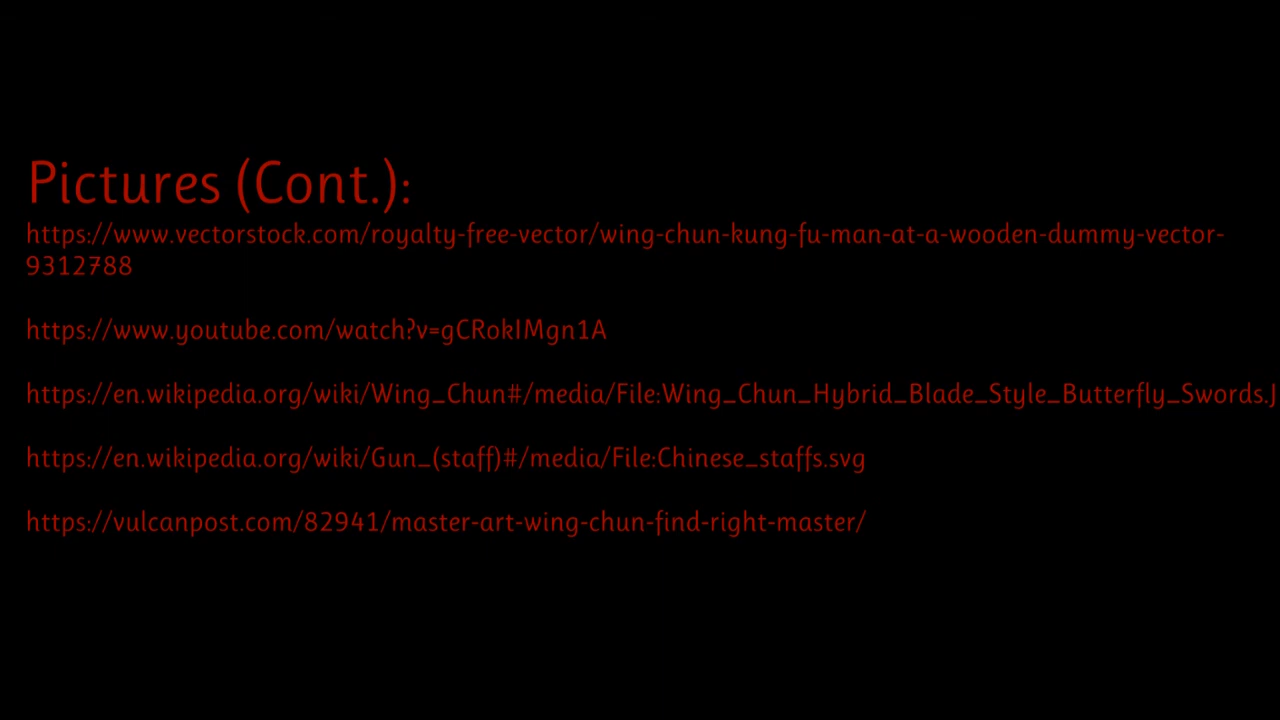 Pictures (Cont.):
https://www.vectorstock.com/royalty-free-vector/wing-chun-kung-fu-man-at-a-wooden-dummy-vector-
9312788
https://www.youtube.com/watch?v=gCRokIMgn1A
https://en.wikipedia.org/wiki/Wing_Chun#/media/File:Wing_Chun_Hybrid_Blade_Style_Butterfly_Swords.J
https://en.wikipedia.org/wiki/Gun_(staff)#/media/File:Chinese_staffs.svg
https://vulcanpost.com/82941/master-art-wing-chun-find-right-master/